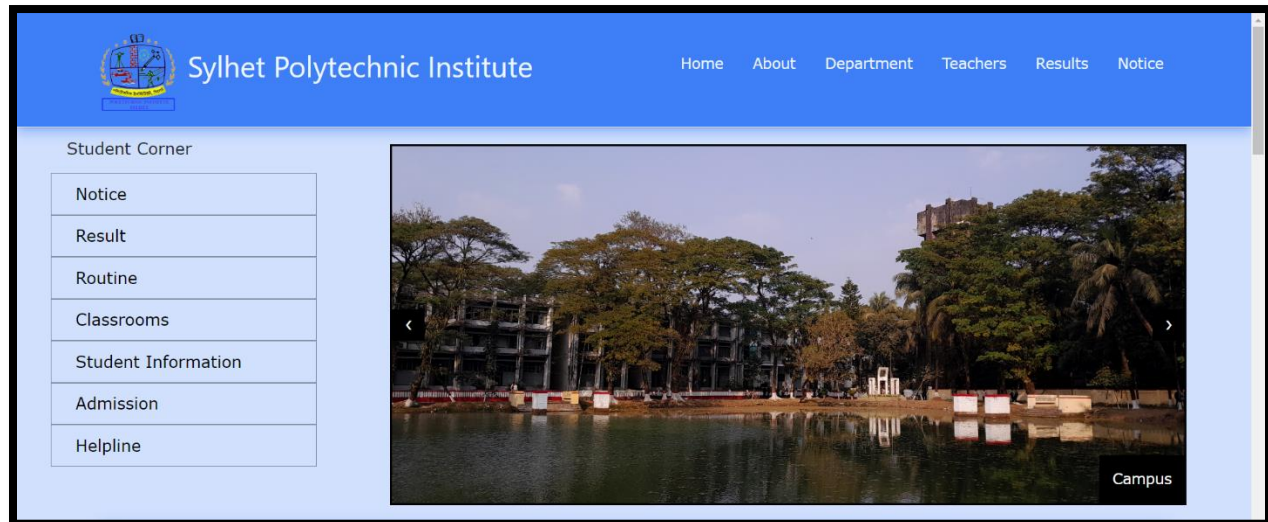 Sylhet Polytechnic Institute
Home About Department Teachers Results Notice
Student Corner
Notice
Result
Routine
Classrooms
Student Information
Admission
Helpline
‹
›
Campus